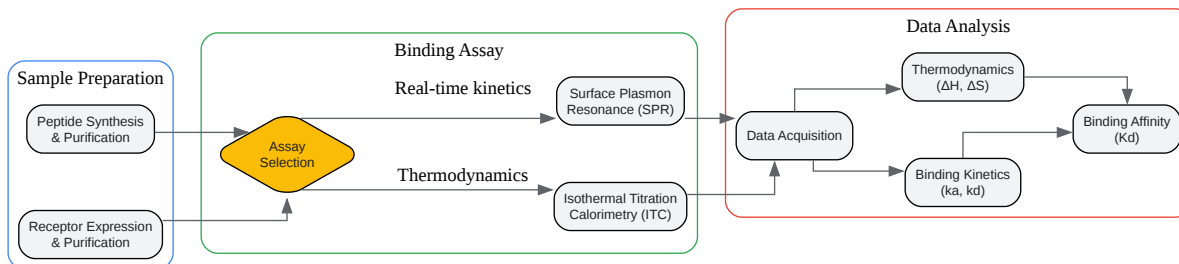 Sample Preparation
Peptide Synthesis
& Purification
Receptor Expression
& Purification
Binding Assay
Assay
Selection
Real-time kinetics
Thermodynamics
Surface Plasmon
Resonance (SPR)
Isothermal Titration
Calorimetry (ITC)
Data Analysis
Data Acquisition
Thermodynamics
(ΔH, ΔS)
Binding Kinetics
(ka, kd)
Binding Affinity
(Kd)